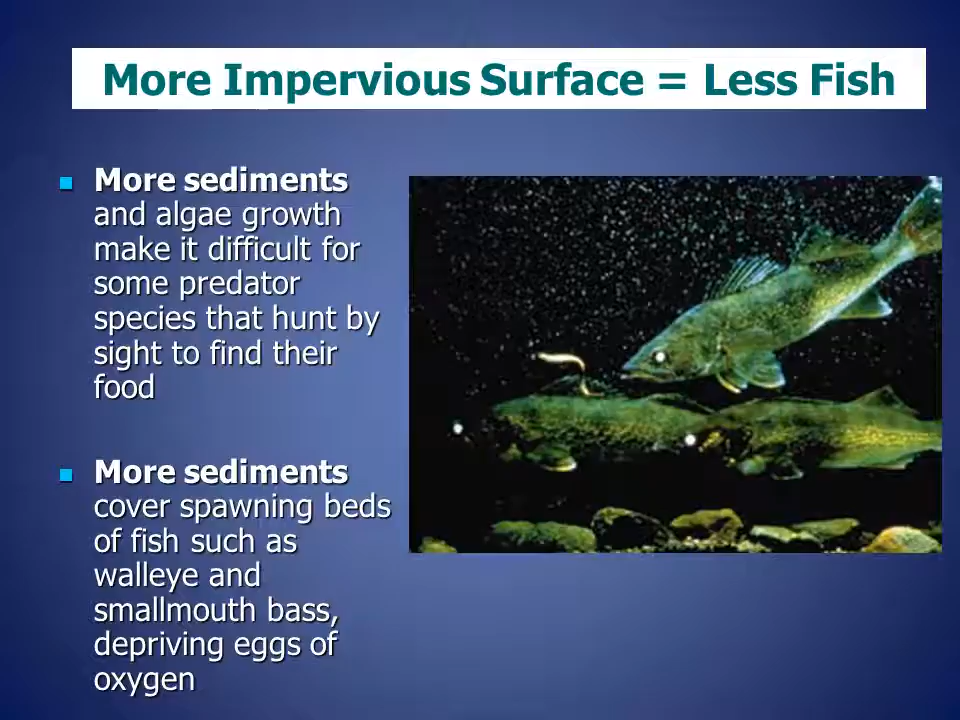 More Impervious Surface = Less Fish
More sediments
and algae growth
make it difficult for
some predator
species that hunt by
sight to find their
food
More sediments
cover spawning beds
of fish such as
walleye and
smallmouth bass,
depriving eggs of
oxygen